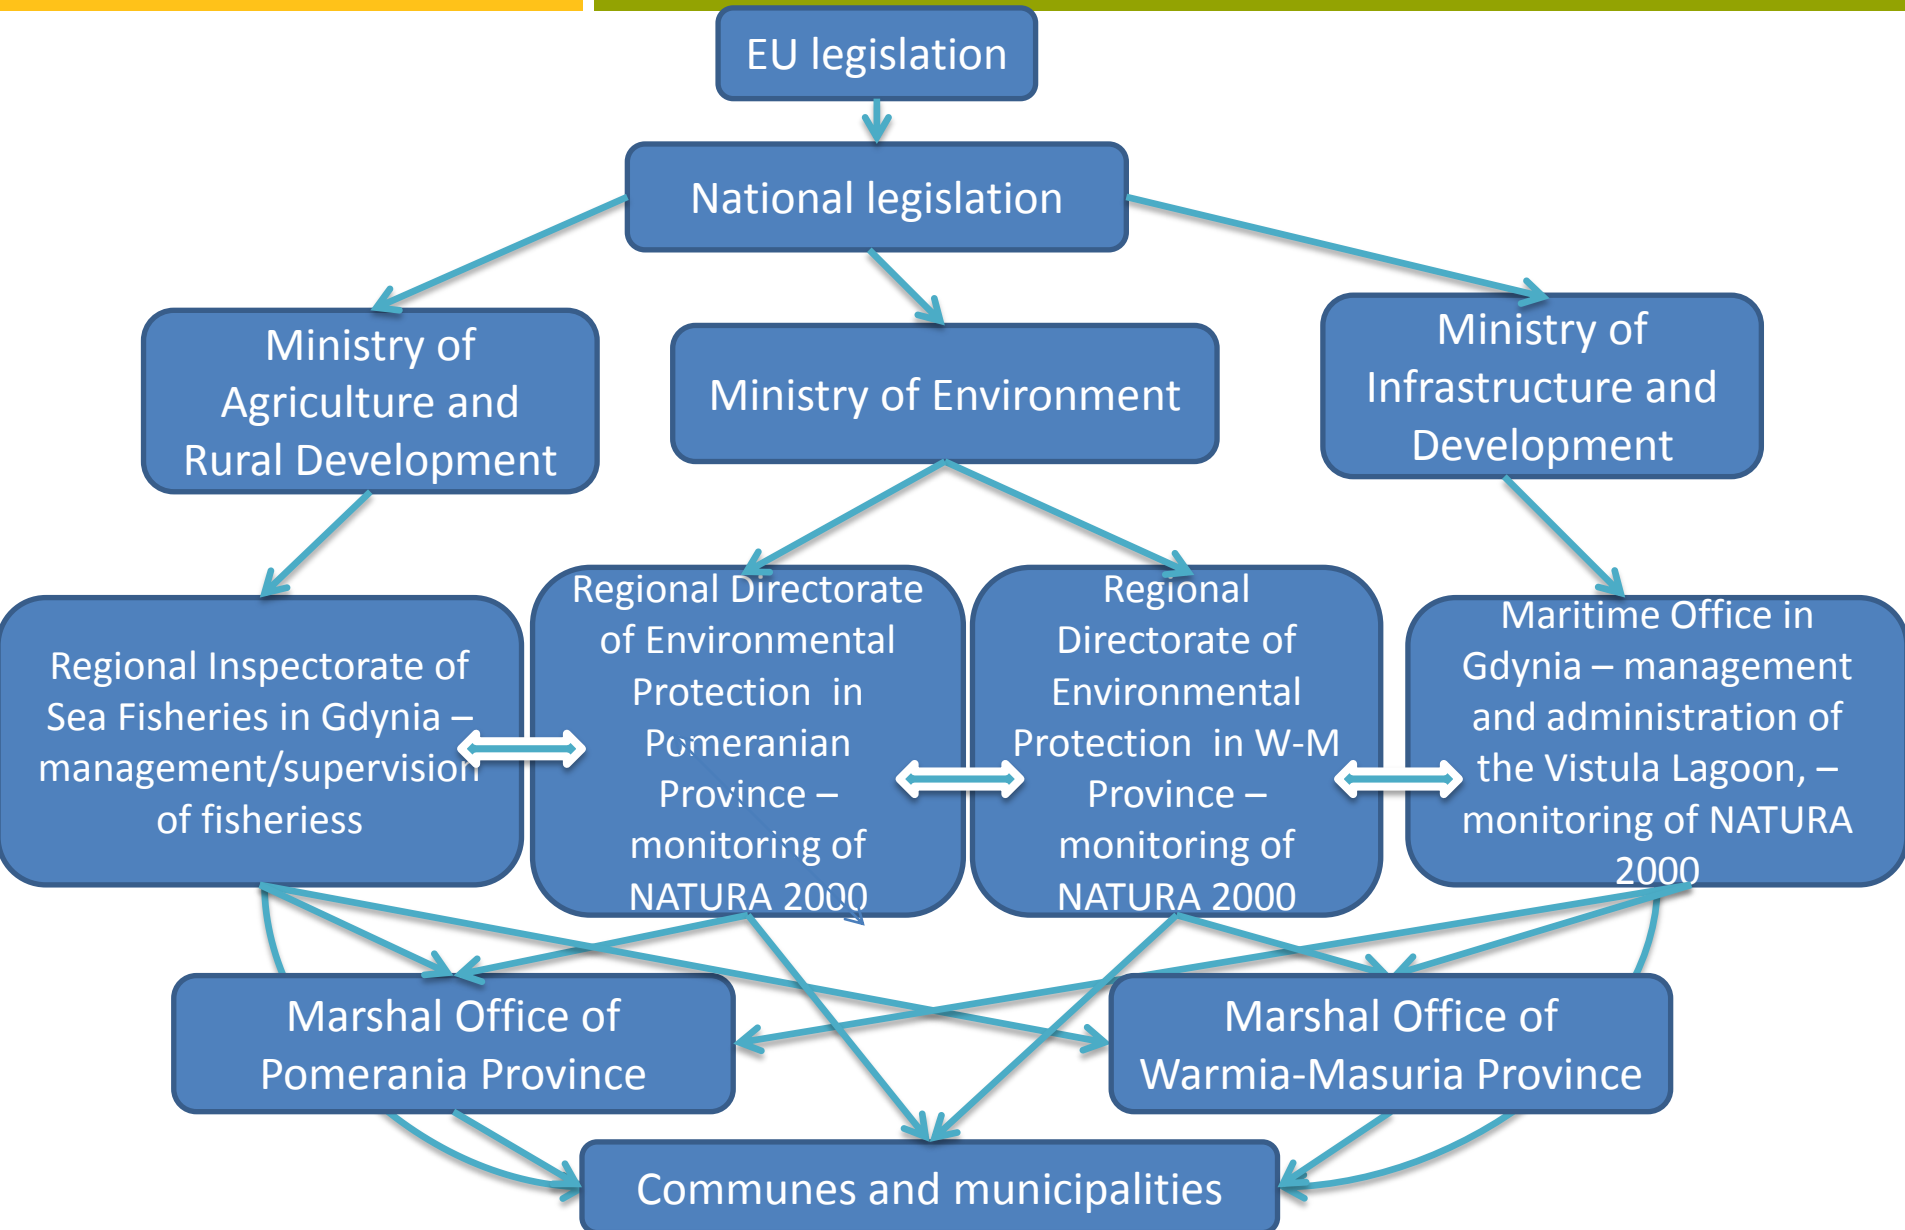 EU legislation
National legislation
Ministry of
Agriculture and
Rural Development
Ministry of Environment
Ministry of
Infrastructure and
Development
Regional Inspectorate of
Sea Fisheries in Gdynia –
management/supervision
of fisheriess
Regional Directorate
of Environmental
Protection in
Pomeranian
Province –
monitoring of
NATURA 2000
Regional
Directorate of
Environmental
Protection in W-M
Province –
monitoring of
NATURA 2000
Maritime Office in
Gdynia – management
and administration of
the Vistula Lagoon, –
monitoring of NATURA
2000
Marshal Office of
Pomerania Province
Marshal Office of
Warmia-Masuria Province
Communes and municipalities